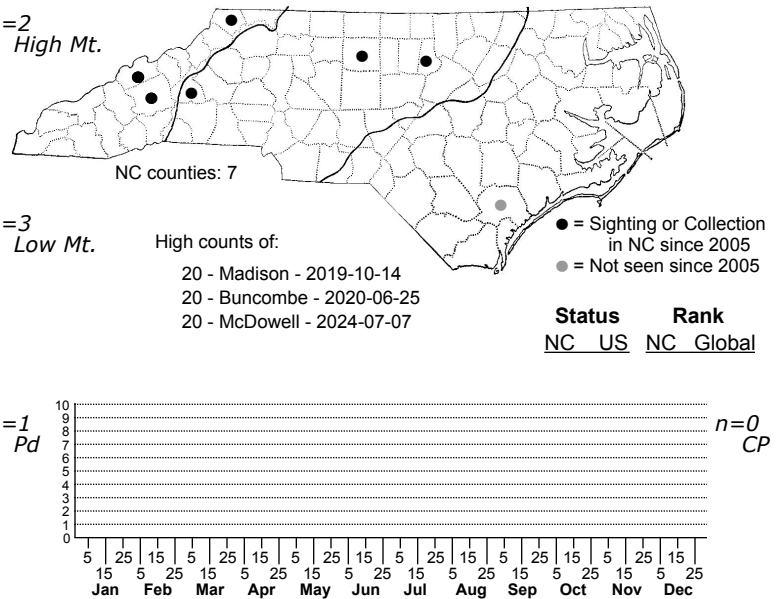 =2
High Mt.
NC counties: 7
=3
Low Mt.
High counts of:
20 - Madison - 2019-10-14
20 - Buncombe - 2020-06-25
20 - McDowell - 2024-07-07
● = Sighting or Collection
in NC since 2005
● = Not seen since 2005
Status Rank
NC US NC Global
=1
Pd
n=0
CP
10
9
8
7
6
5
4
3
2
1
0
5 25 15 5 25 15 5 25 15 5 25 15 5 25 15 5 25 15
15 5 25 15 5 25 15 5 25 15 5 25 15 5 25 15 5 25
Jan Feb Mar Apr May Jun Jul Aug Sep Oct Nov Dec